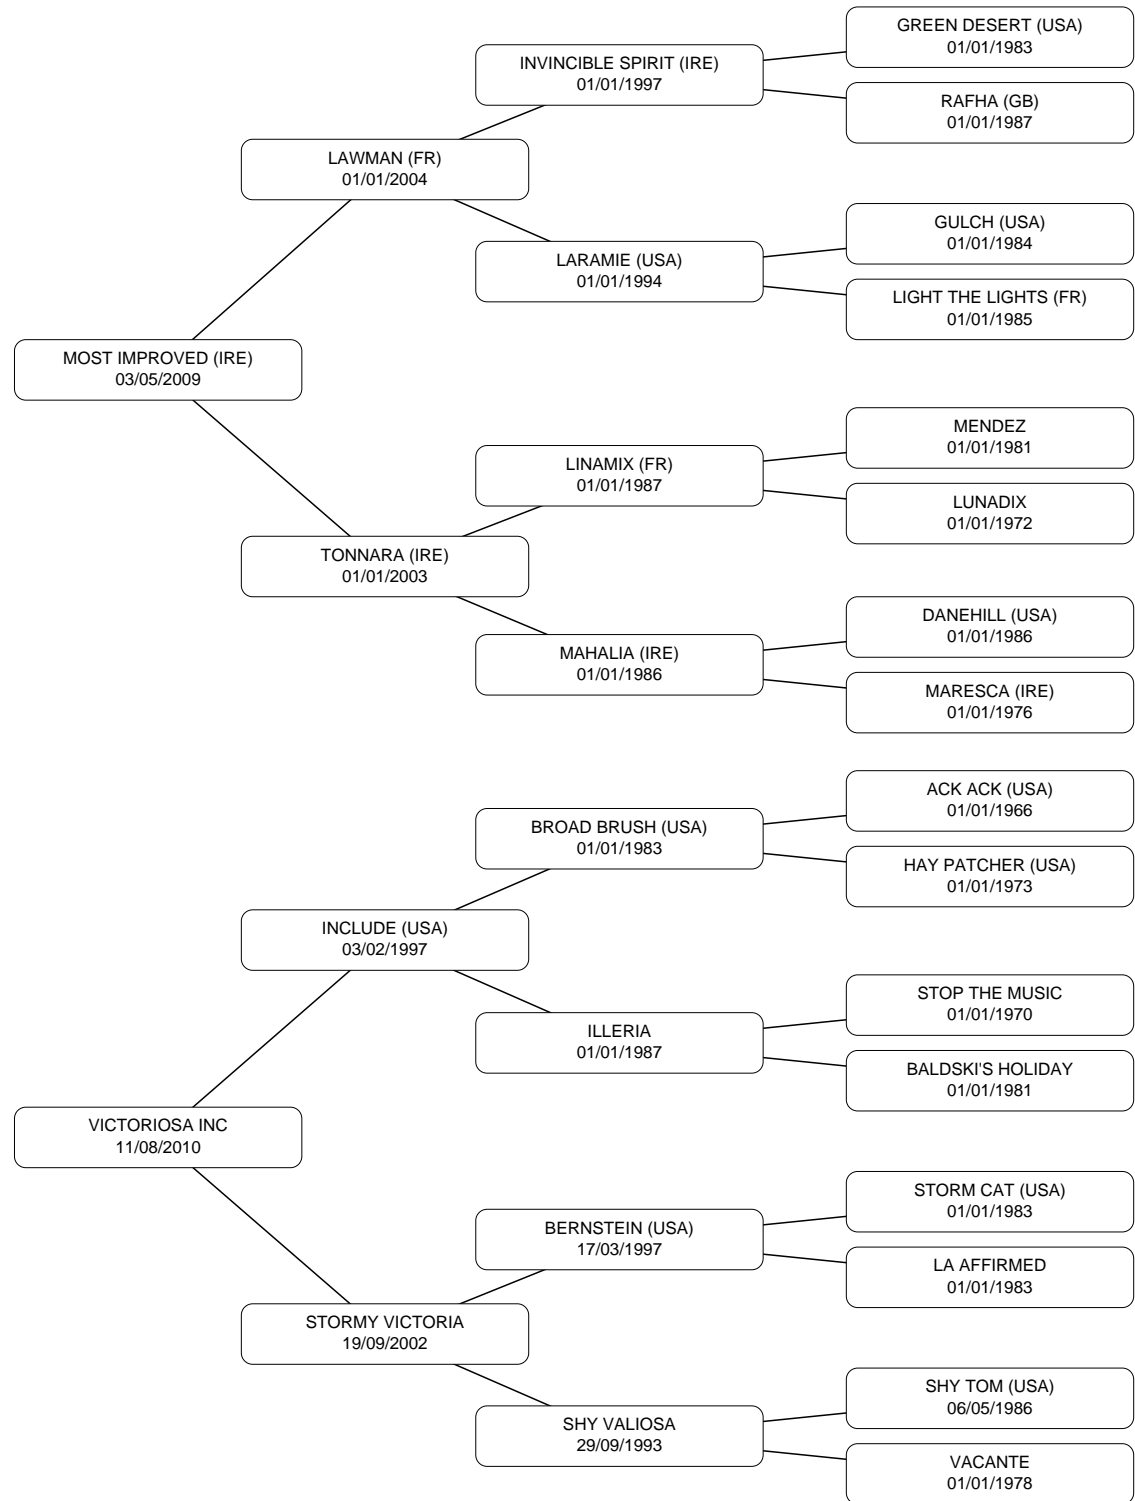 GREEN DESERT (USA)
01/01/1983
INVINCIBLE SPIRIT (IRE)
01/01/1997
RAFHA (GB)
01/01/1987
LAWMAN (FR)
01/01/2004
GULCH (USA)
01/01/1984
LARAMIE (USA)
01/01/1994
LIGHT THE LIGHTS (FR)
01/01/1985
MOST IMPROVED (IRE)
03/05/2009
MENDEZ
01/01/1981
LINAMIX (FR)
01/01/1987
LUNADIX
01/01/1972
TONNARA (IRE)
01/01/2003
DANEHILL (USA)
01/01/1986
MAHALIA (IRE)
01/01/1986
MARESCA (IRE)
01/01/1976
ACK ACK (USA)
01/01/1966
BROAD BRUSH (USA)
01/01/1983
HAY PATCHER (USA)
01/01/1973
INCLUDE (USA)
03/02/1997
STOP THE MUSIC
01/01/1970
ILLERIA
01/01/1987
BALDSKI'S HOLIDAY
01/01/1981
VICTORIOSA INC
11/08/2010
STORM CAT (USA)
01/01/1983
BERNSTEIN (USA)
17/03/1997
LA AFFIRMED
01/01/1983
STORMY VICTORIA
19/09/2002
SHY TOM (USA)
06/05/1986
SHY VALIOSA
29/09/1993
VACANTE
01/01/1978